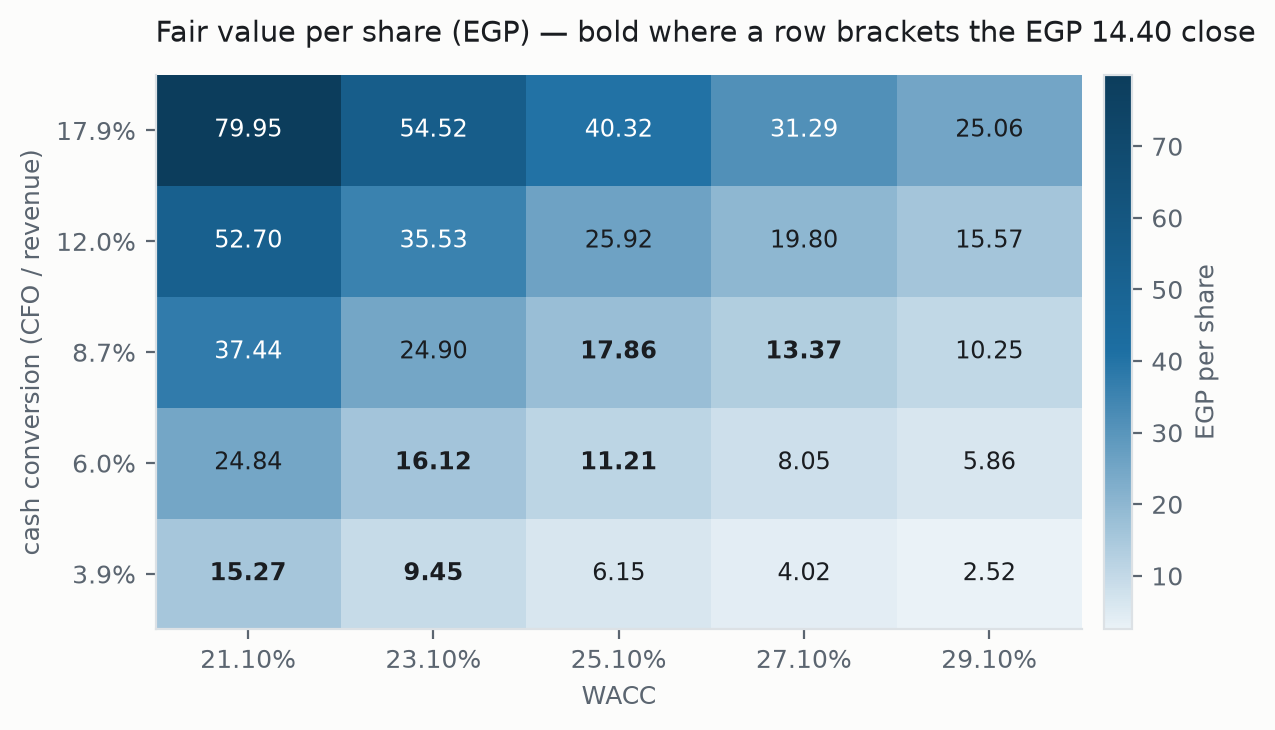 Fair value per share (EGP) — bold where a row brackets the EGP 14.40 close
cash conversion (CFO / revenue)
17.9% 79.95 54.52 40.32 31.29 25.06
12.0% 52.70 35.53 25.92 19.80 15.57
8.7% 37.44 24.90 17.86 13.37 10.25
6.0% 24.84 16.12 11.21 8.05 5.86
3.9% 15.27 9.45 6.15 4.02 2.52
21.10% 23.10% 25.10% 27.10% 29.10%
WACC
70
60
50
40
30
20
10
EGP per share